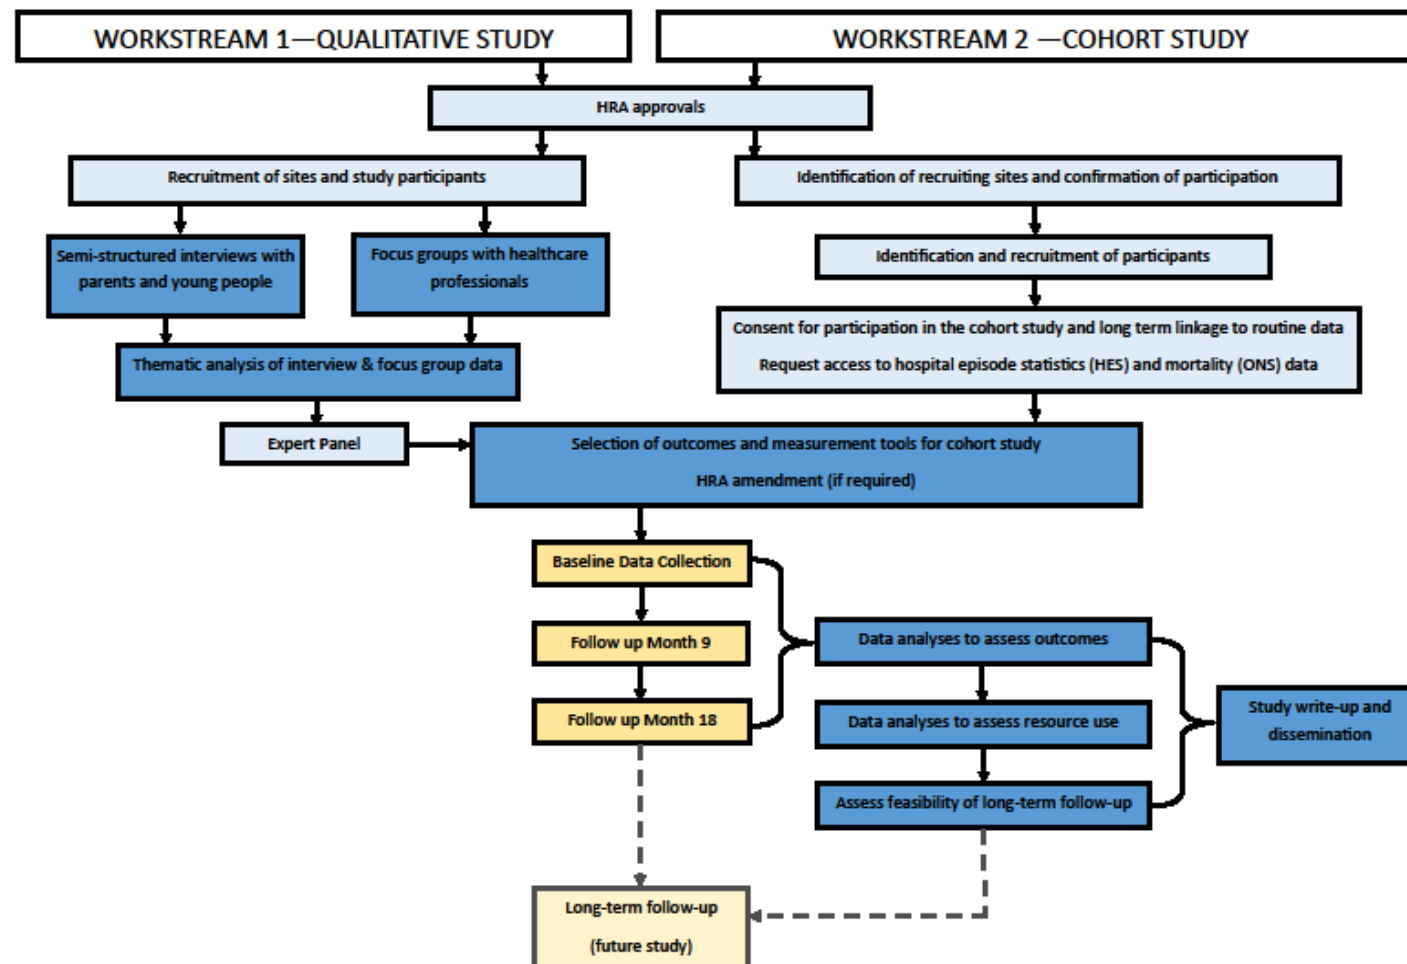 WORKSTREAM 1—QUALITATIVE STUDY
WORKSTREAM 2 —COHORT STUDY
HRA approvals
Recruitment of sites and study participants
Identification of recruiting sites and confirmation of participation
Semi-structured interviews with
parents and young people
Focus groups with healthcare
professionals
Identification and recruitment of participants
Thematic analysis of interview & focus group data
Consent for participation in the cohort study and long term linkage to routine data
Request access to hospital episode statistics (HES) and mortality (ONS) data
Expert Panel
Selection of outcomes and measurement tools for cohort study
HRA amendment (if required)
Baseline Data Collection
Follow up Month 9
Follow up Month 18
Data analyses to assess outcomes
Data analyses to assess resource use
Assess feasibility of long-term follow-up
Study write-up and
dissemination
Long-term follow-up
(future study)